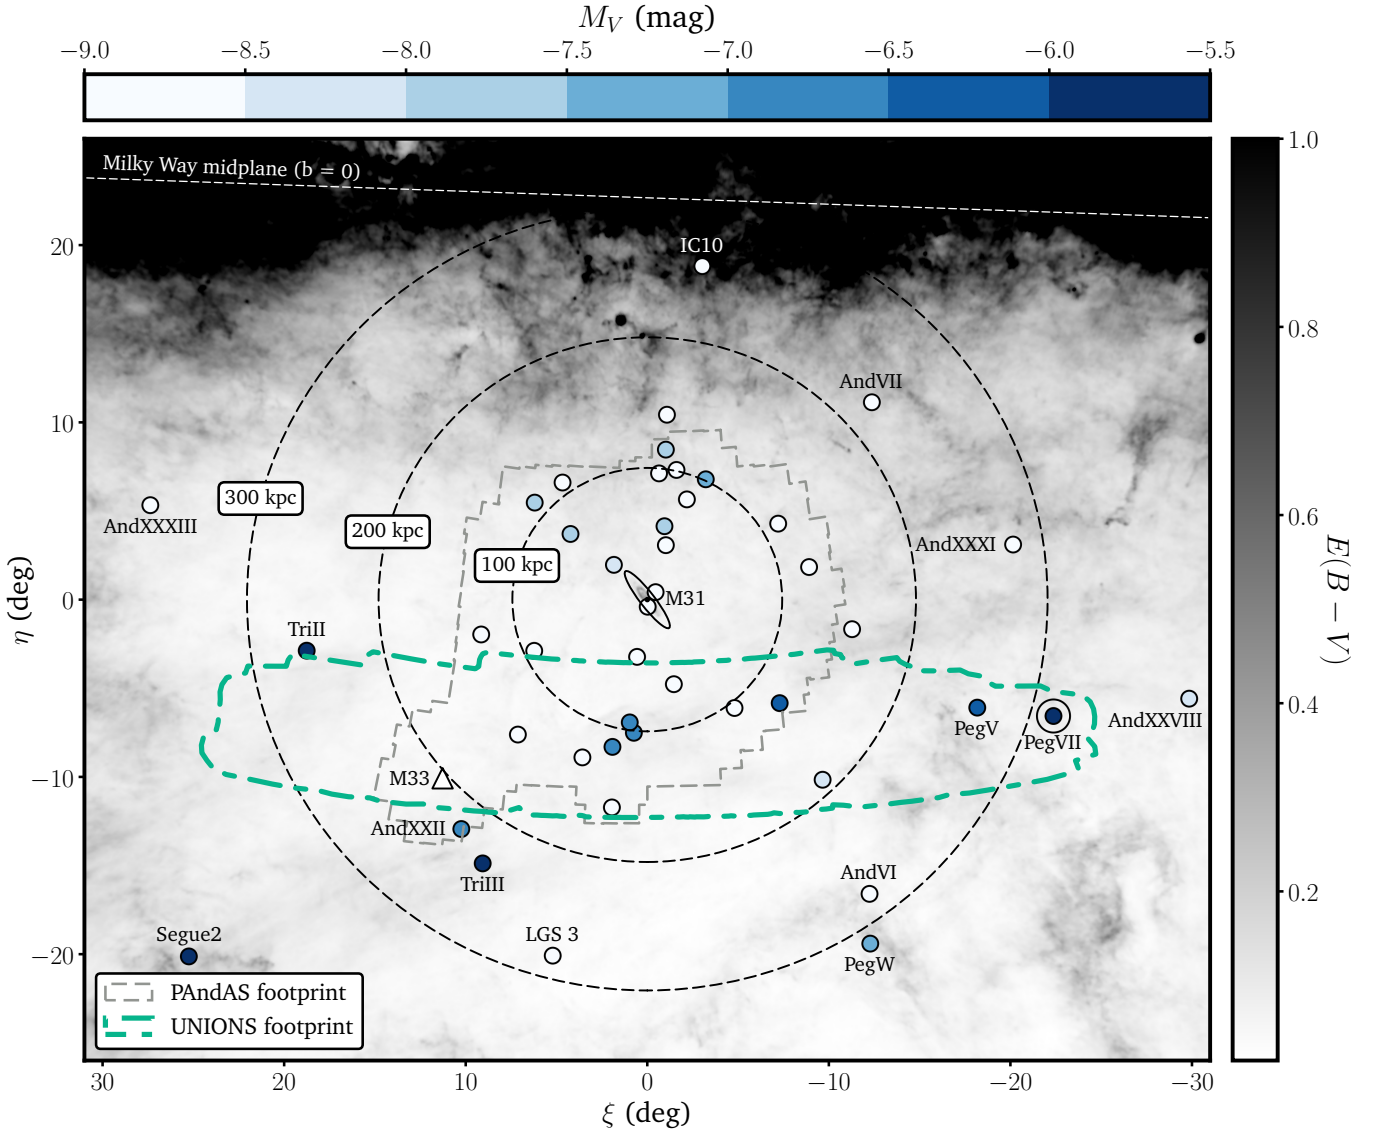 M_V (mag)
−9.0 −8.5 −8.0 −7.5 −7.0 −6.5 −6.0 −5.5
Milky Way midplane (b = 0)
IC10
AndVII
300 kpc
200 kpc
100 kpc
AndXXXIII
AndXXXI
M31
TriII
PegV
PegVII
AndXXVIII
M33
AndXXII
TriIII
AndVI
Segue2
LGS 3
PegW
PAndAS footprint
UNIONS footprint
20
10
0
−10
−20
η (deg)
30 20 10 0 −10 −20 −30
ξ (deg)
1.0
0.8
0.6
0.4
0.2
E(B − V)